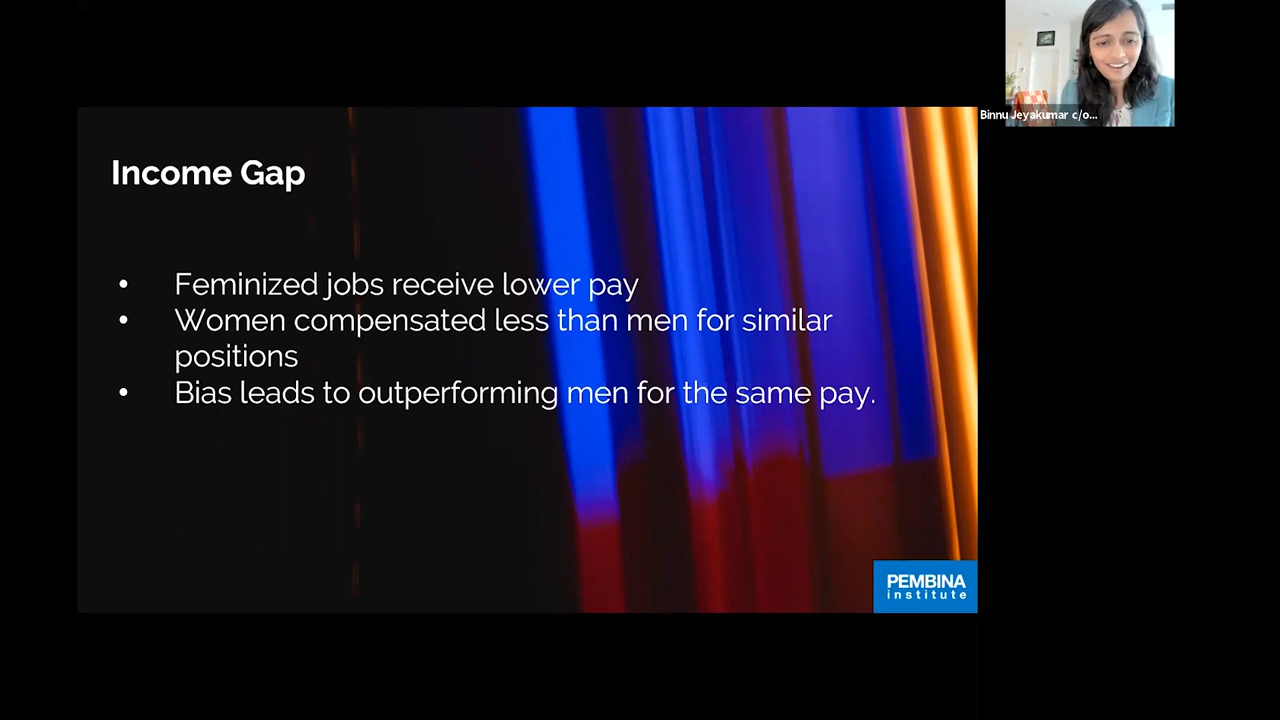 Binnu Jeyakumar c/o...
Income Gap
• Feminized jobs receive lower pay
• Women compensated less than men for similar
positions
• Bias leads to outperforming men for the same pay.
PEMBINA
institute